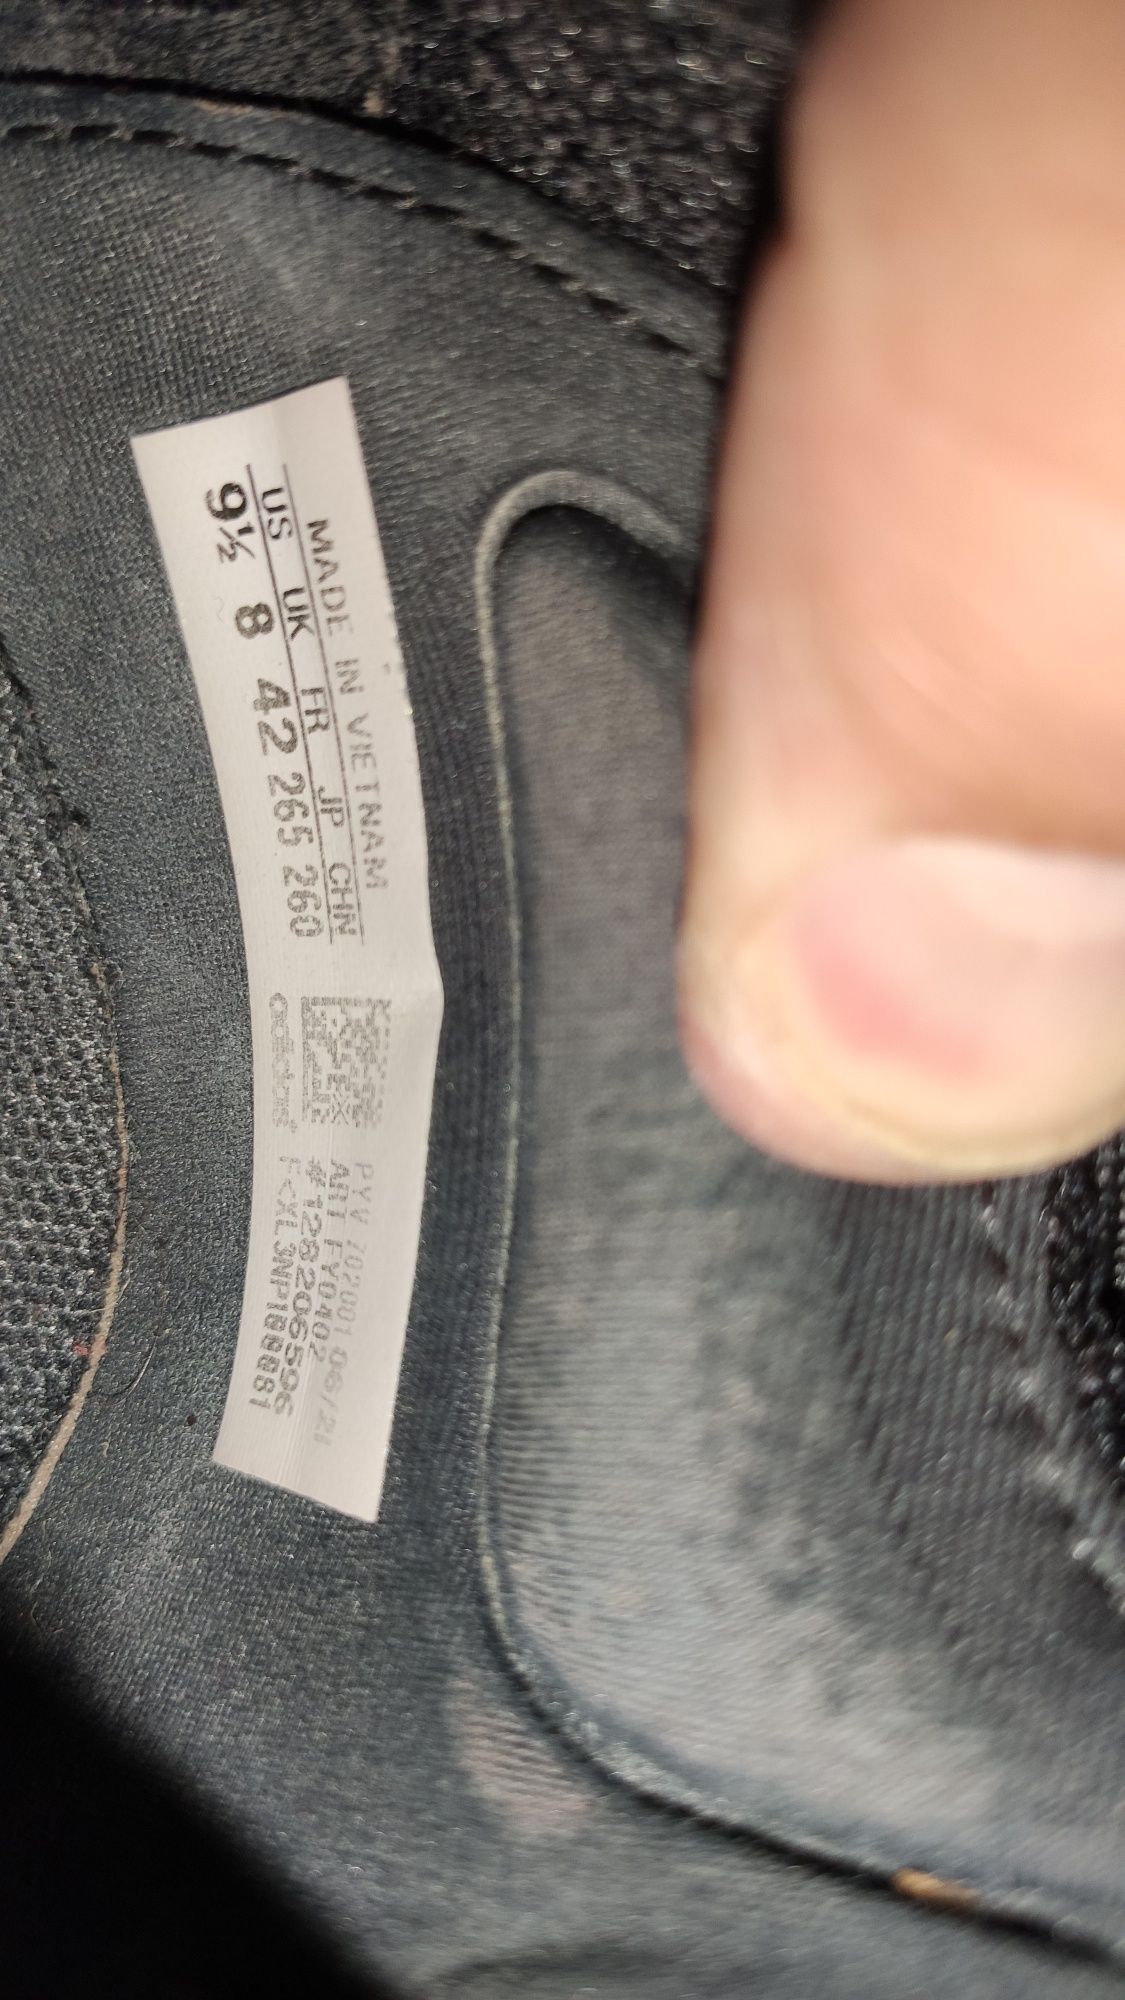 MADE IN VIETNAM
US UK FR JP CHN
9½ 8 42 265 260
adidas
PYV 702001 06/21
ART FY0402
#128206596